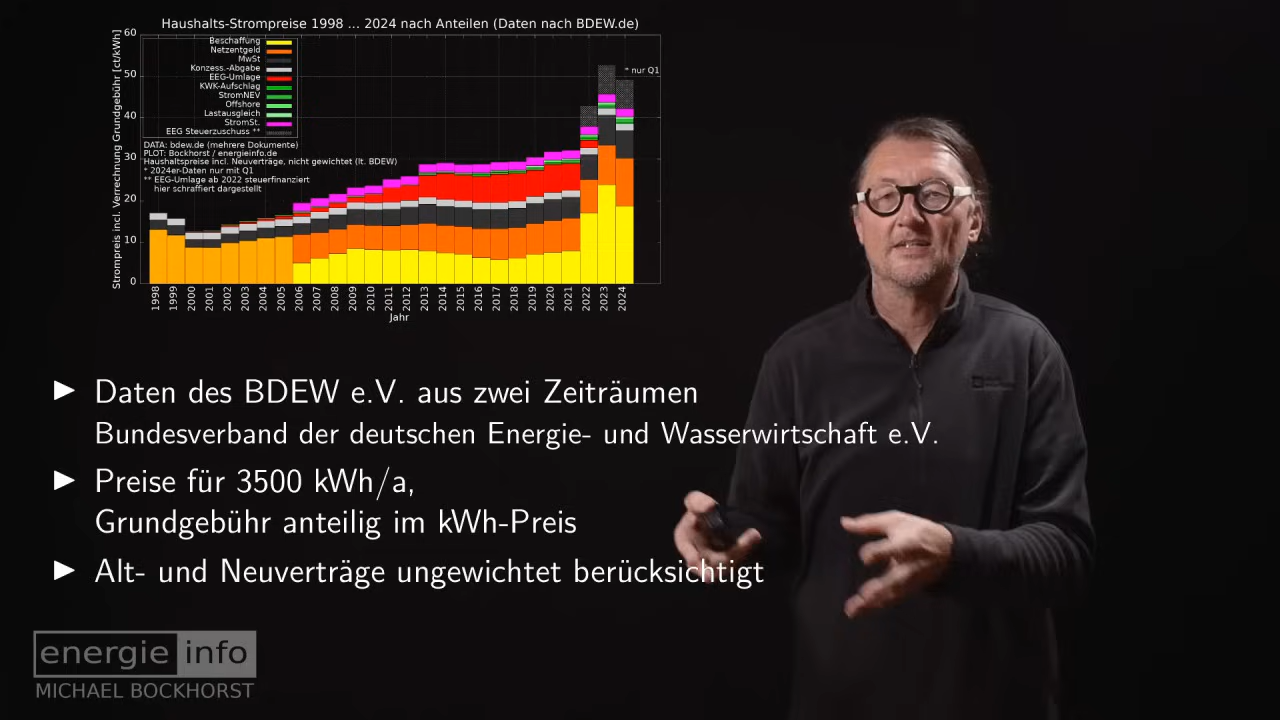 Haushalts-Strompreise 1998 ... 2024 nach Anteilen (Daten nach BDEW.de)
Strompreis incl. Verrechnung Grundgebühr [ct/kWh]
60
50
40
30
20
10
0
Beschaffung
Netzentgeld
MwSt
Konzess.-Abgabe
EEG-Umlage
KWK-Aufschlag
StromNEV
Offshore
Lastausgleich
StromSt.
EEG Steuerzuschuss **
* nur Q1
DATA: bdew.de (mehrere Dokumente)
PLOT: Bockhorst / energieinfo.de
Haushaltspreise incl. Neuverträge, nicht gewichtet (lt. BDEW)
* 2024er-Daten nur mit Q1
** EEG-Umlage ab 2022 steuerfinanziert
hier schraffiert dargestellt
1998 1999 2000 2001 2002 2003 2004 2005 2006 2007 2008 2009 2010 2011 2012 2013 2014 2015 2016 2017 2018 2019 2020 2021 2022 2023 2024
Jahr
► Daten des BDEW e.V. aus zwei Zeiträumen
Bundesverband der deutschen Energie- und Wasserwirtschaft e.V.
► Preise für 3500 kWh/a,
Grundgebühr anteilig im kWh-Preis
► Alt- und Neuverträge ungewichtet berücksichtigt
energie info
MICHAEL BOCKHORST